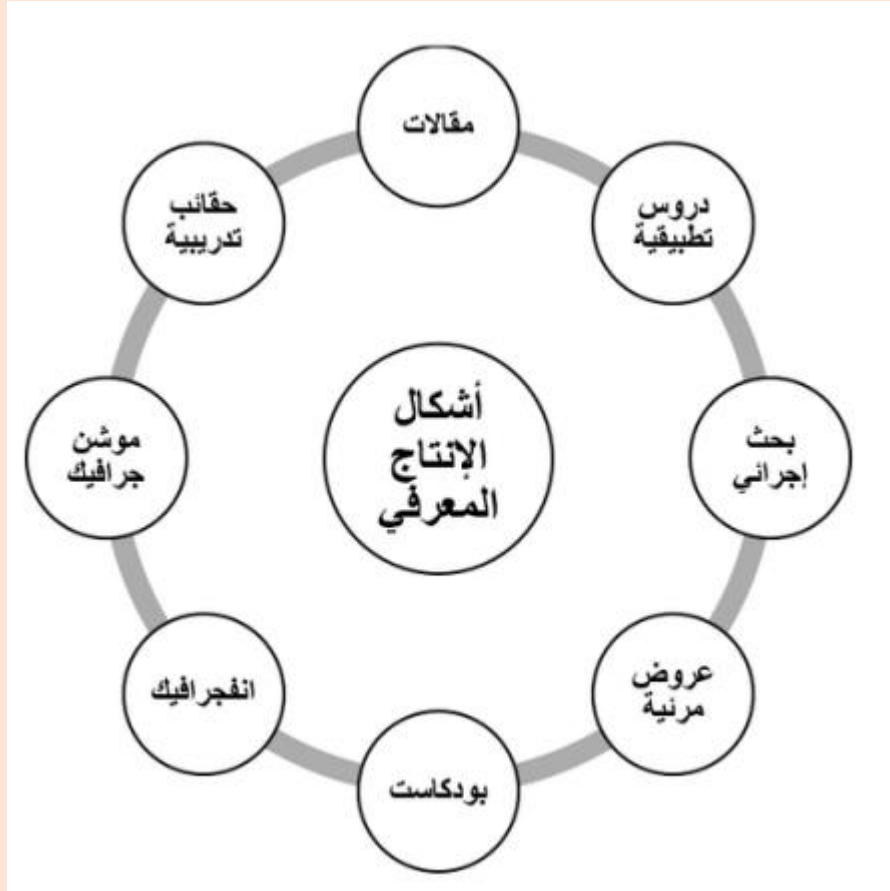 أشكال
الإنتاج
المعرفي
مقالات
دروس
تطبيقية
بحث
إجرائي
عروض
مرئية
بودكاست
انفجرافيك
موشن
جرافيك
حقائب
تدريبية